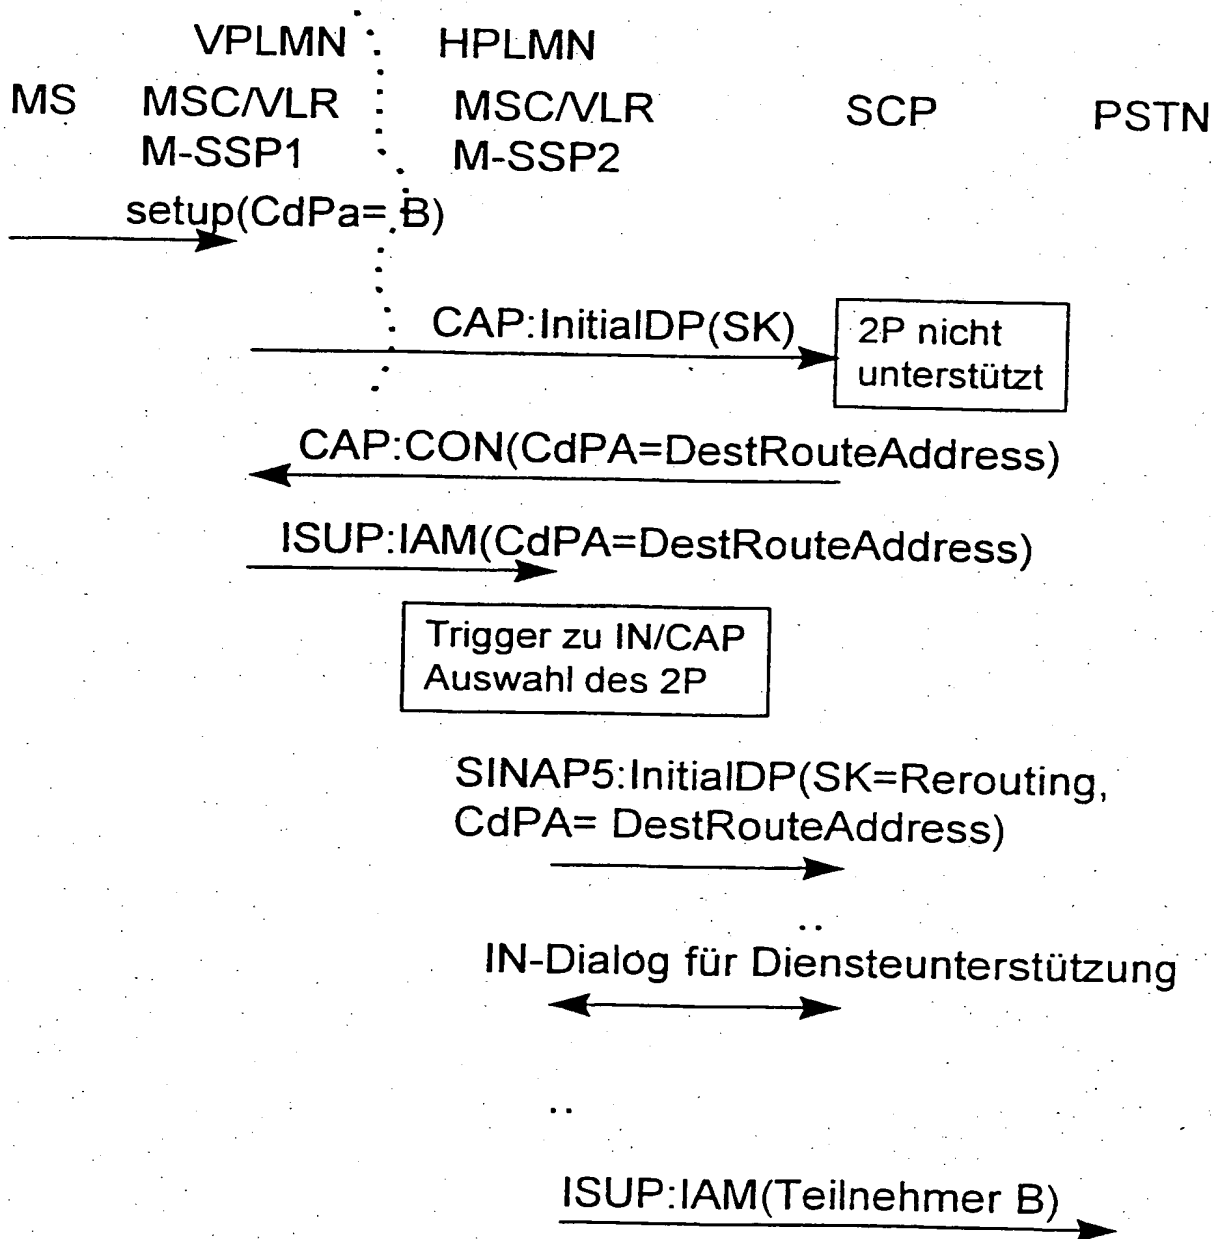 VPLMN HPLMN
MS MSC/VLR MSC/VLR SCP PSTN
M-SSP1 M-SSP2
setup(CdPa= B)
CAP:InitialDP(SK)
2P nicht
unterstützt
CAP:CON(CdPA=DestRouteAddress)
ISUP:IAM(CdPA=DestRouteAddress)
Trigger zu IN/CAP
Auswahl des 2P
SINAP5:InitialDP(SK=Rerouting,
CdPA= DestRouteAddress)
..
IN-Dialog für Diensteunterstützung
..
ISUP:IAM(Teilnehmer B)